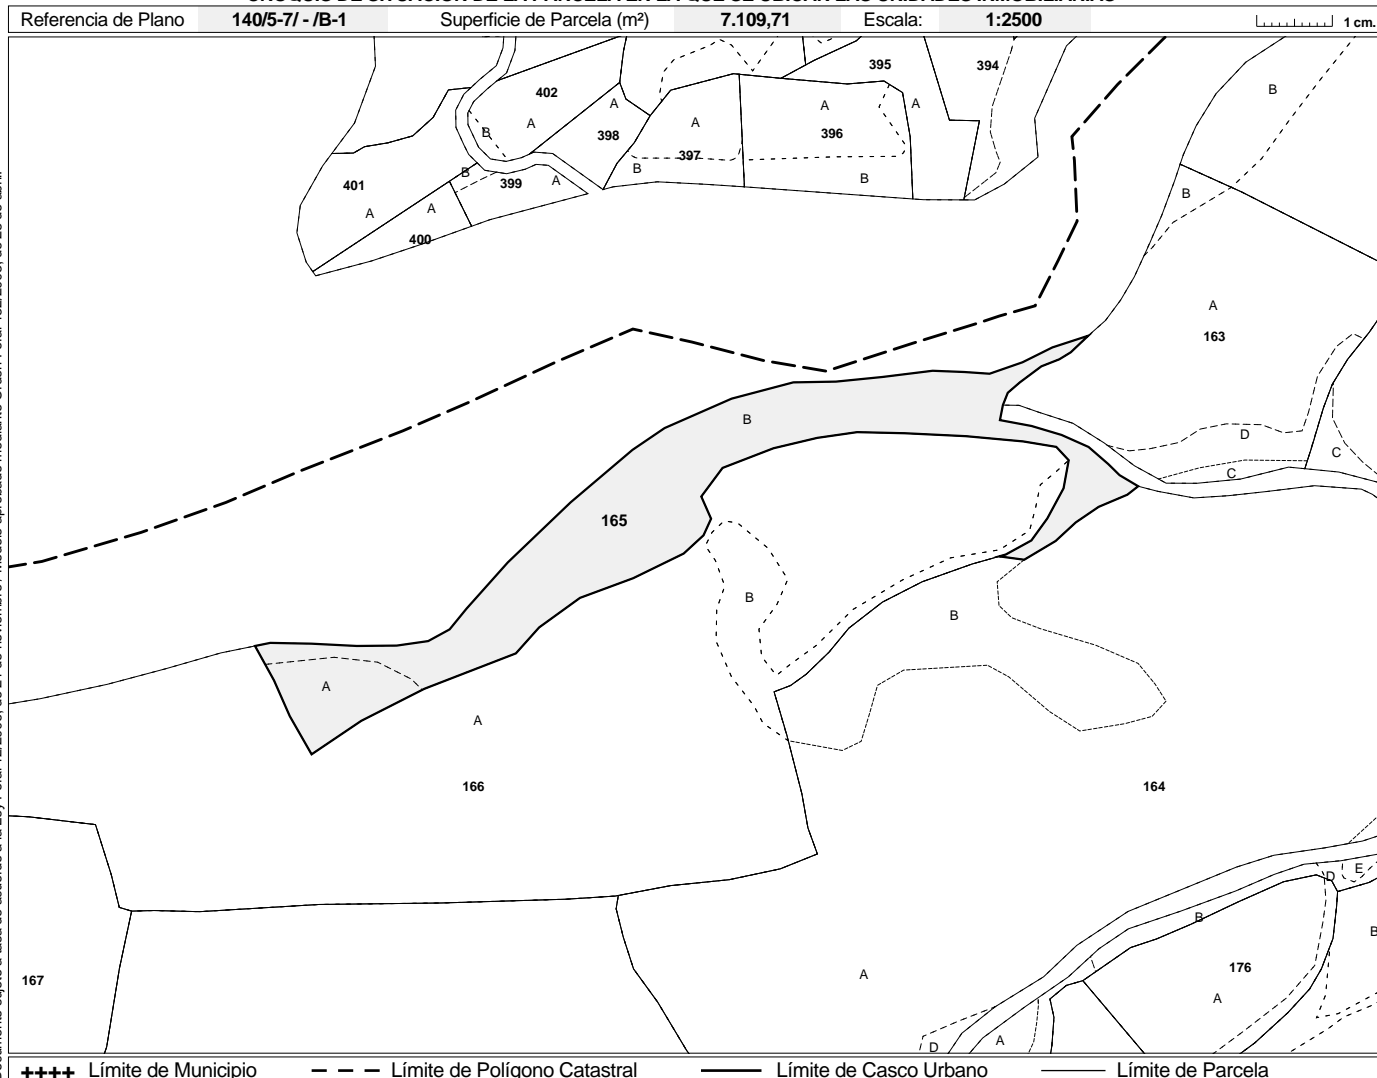 Referencia de Plano 140/5-7/ - /B-1 Superficie de Parcela (m²) 7.109,71 Escala: 1:2500 1 cm.
395
394
402
B
A
A
A
A
398
A
396
B
A
397
B
399
A
B
B
401
B
A
A
400
A
163
B
D
C
C
165
B
B
A
A
166
164
E
D
B
B
176
167
A
A
A
D
++++ Límite de Municipio
Límite de Polígono Catastral
Límite de Casco Urbano
Límite de Parcela